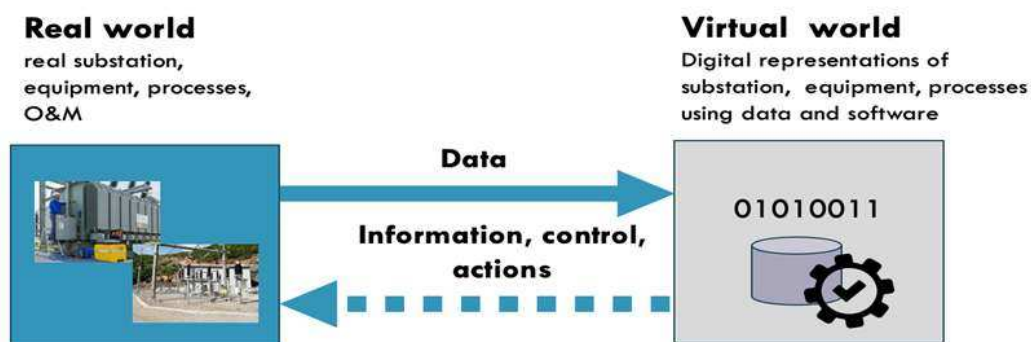 Real world
real substation,
equipment, processes,
O&M
Virtual world
Digital representations of
substation, equipment, processes
using data and software
Data
Information, control,
actions
01010011